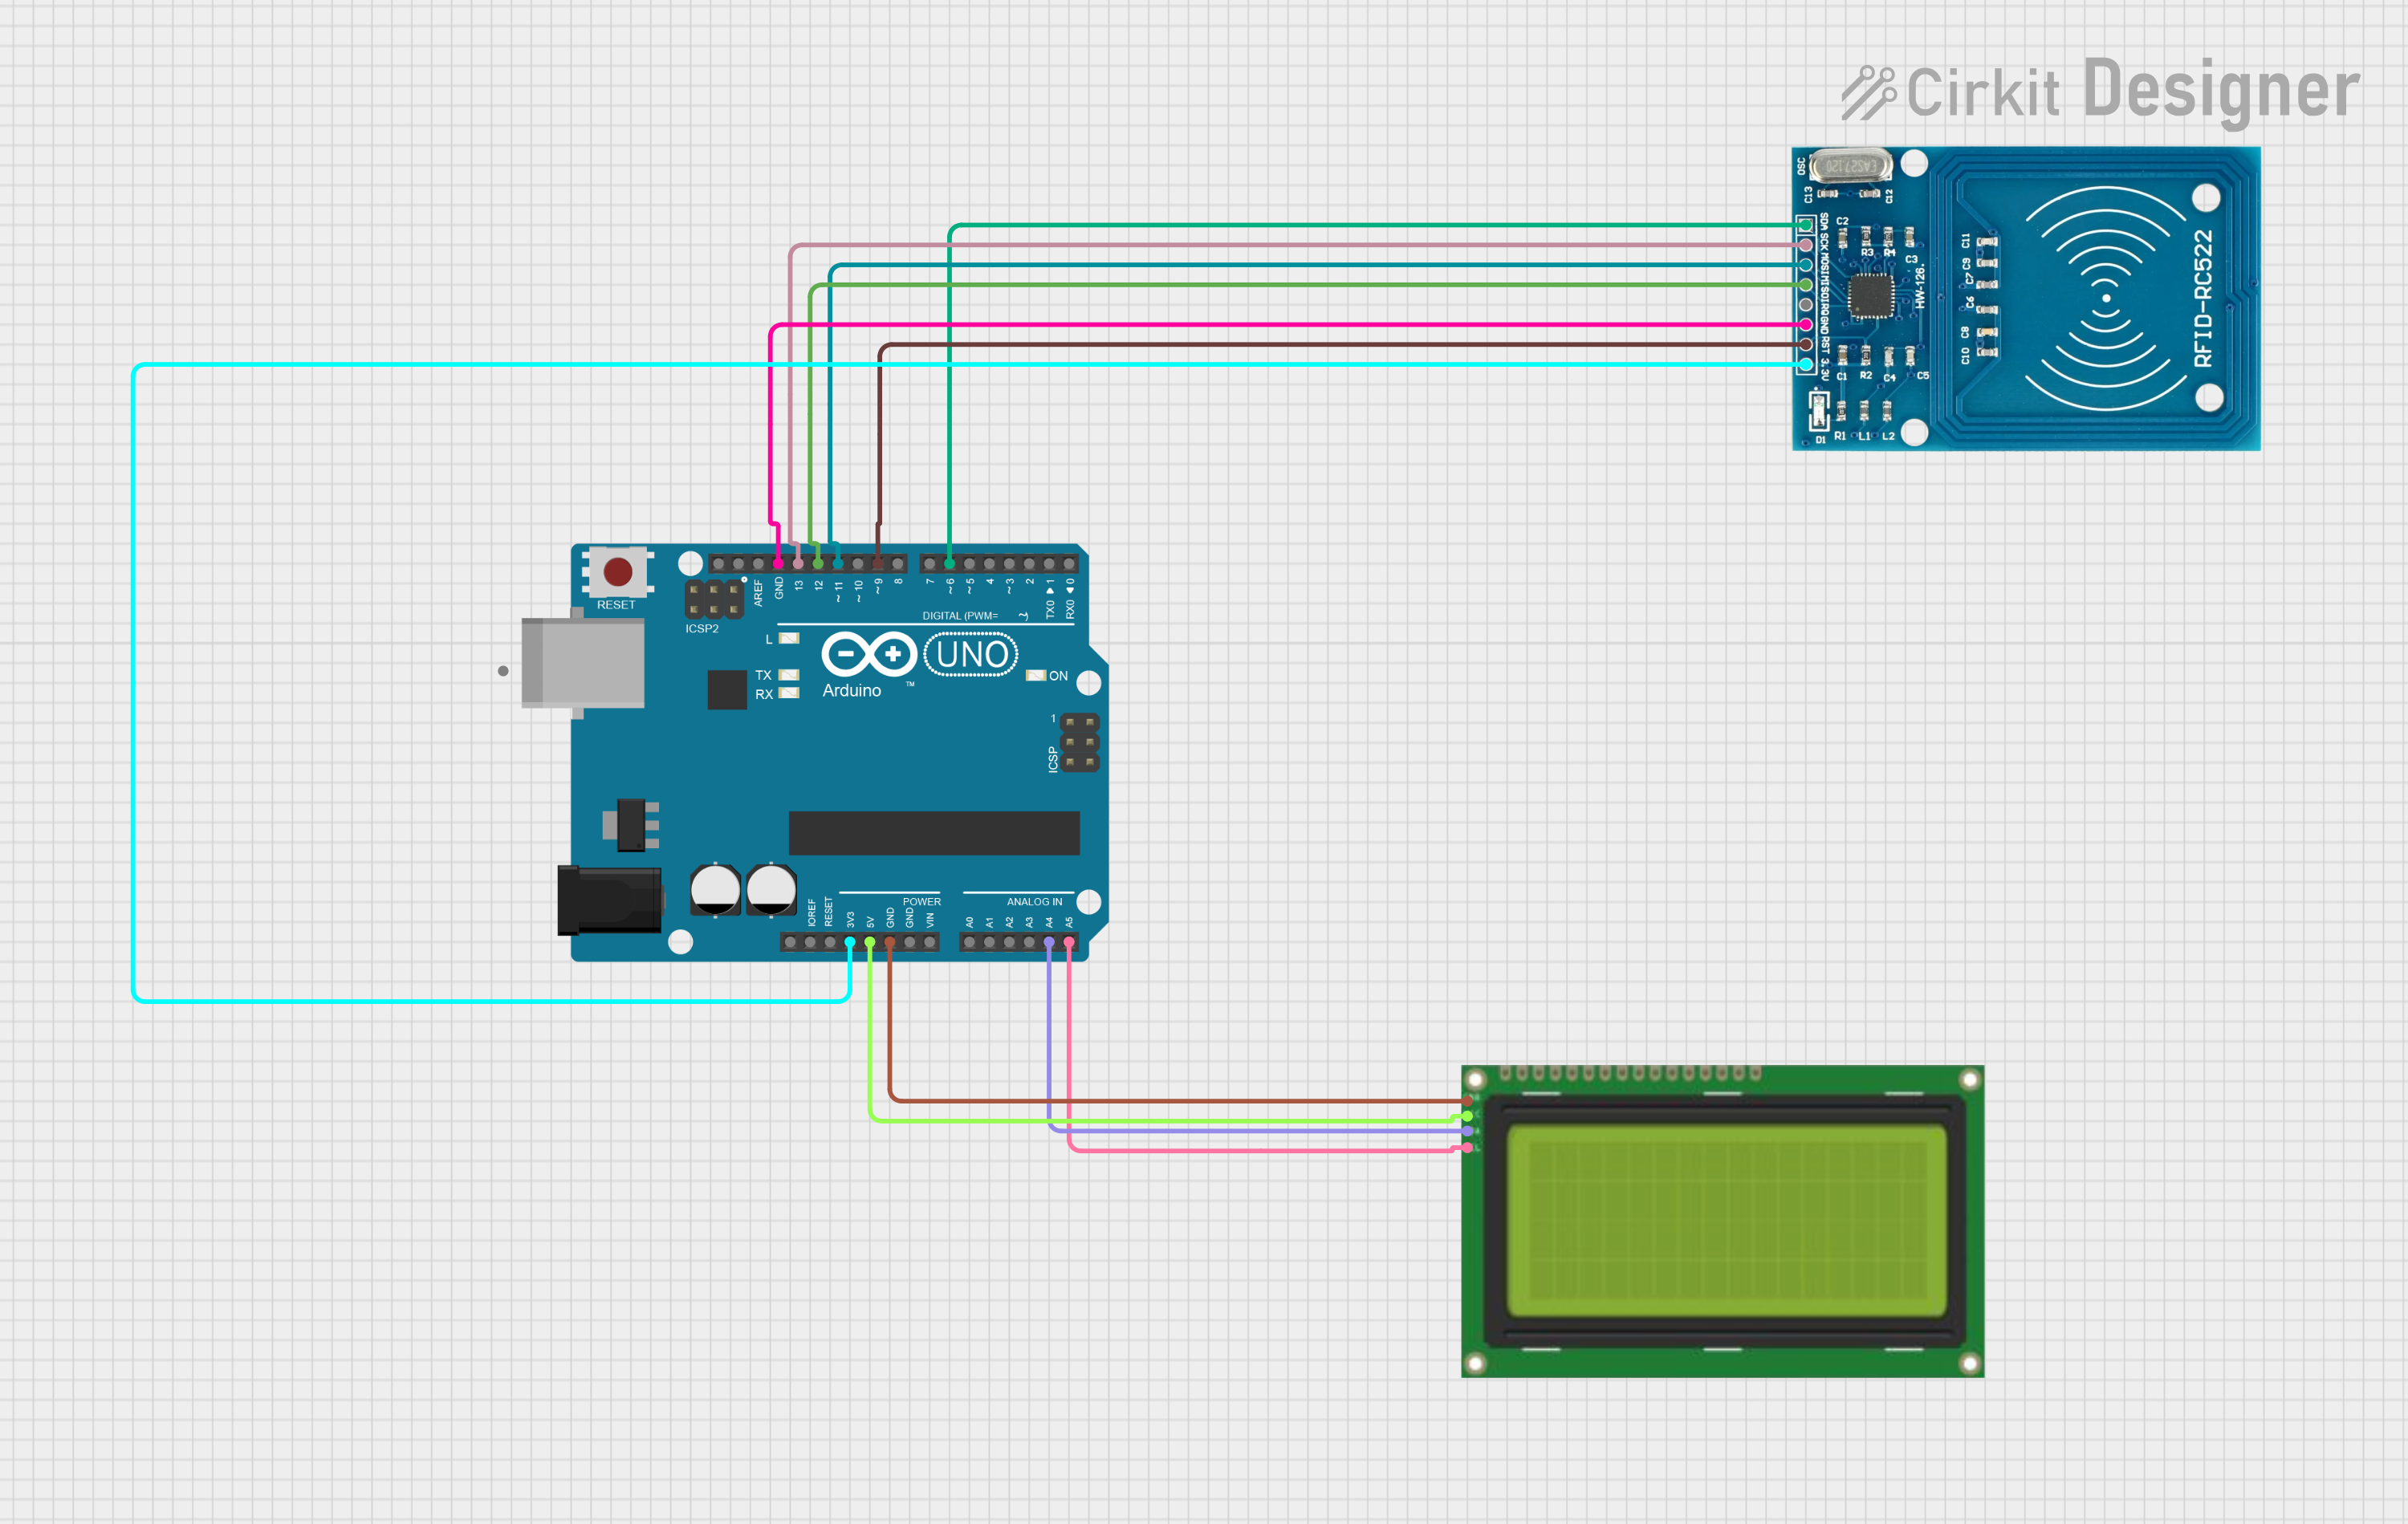 Cirkit Designer
OSC
EAS27.120
C13
C12
SDA
SCK
MOSI
MISO
IRQ
GND
RST
3.3V
C2
R3
R4
C3
HW-126.
C1
R2
C4
C5
D1
R1
L1
L2
C11
C9
C7
C6
C8
C10
RFID-RC522
RESET
ICSP2
AREF
GND
13
12
~ 11
~ 10
~ 9
8
7
~ 6
~ 5
4
~ 3
2
TX0 ▶ 1
RX0 ◀ 0
DIGITAL (PWM= ~)
L
TX
RX
UNO
Arduino
™
ON
1
ICSP
IOREF
RESET
3V3
5V
GND
GND
VIN
POWER
A0
A1
A2
A3
A4
A5
ANALOG IN